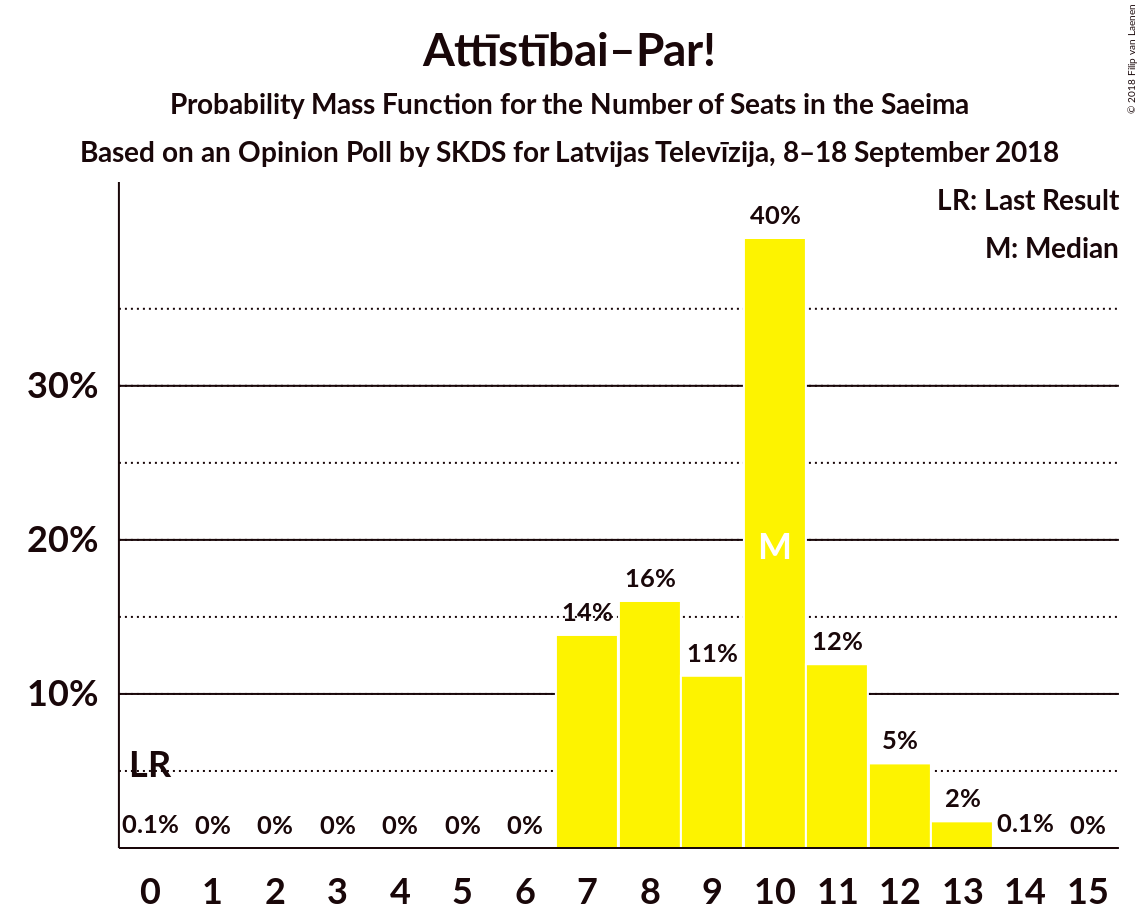 Attīstībai–Par!
Probability Mass Function for the Number of Seats in the Saeima
Based on an Opinion Poll by SKDS for Latvijas Televīzija, 8–18 September 2018
© 2018 Filip van Laenen
LR: Last Result
M: Median
40%
30%
20%
10%
M
16%
14%
11%
12%
5%
2%
LR
0.1% 0% 0% 0% 0% 0% 0% 0.1% 0%
0 1 2 3 4 5 6 7 8 9 10 11 12 13 14 15